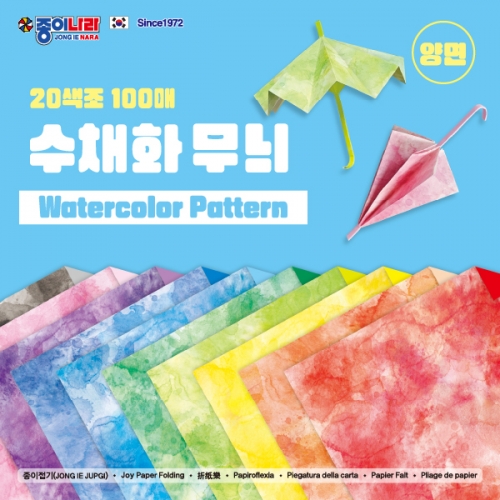 종이나라
JONG IE NARA
Since1972
양면
20색조 100매
수채화 무늬
Watercolor Pattern
종이접기(JONG IE JUPGI) • Joy Paper Folding • 折紙樂 • Papiroflexia • Piegatura della carta • Papier Falt • Pliage de papier